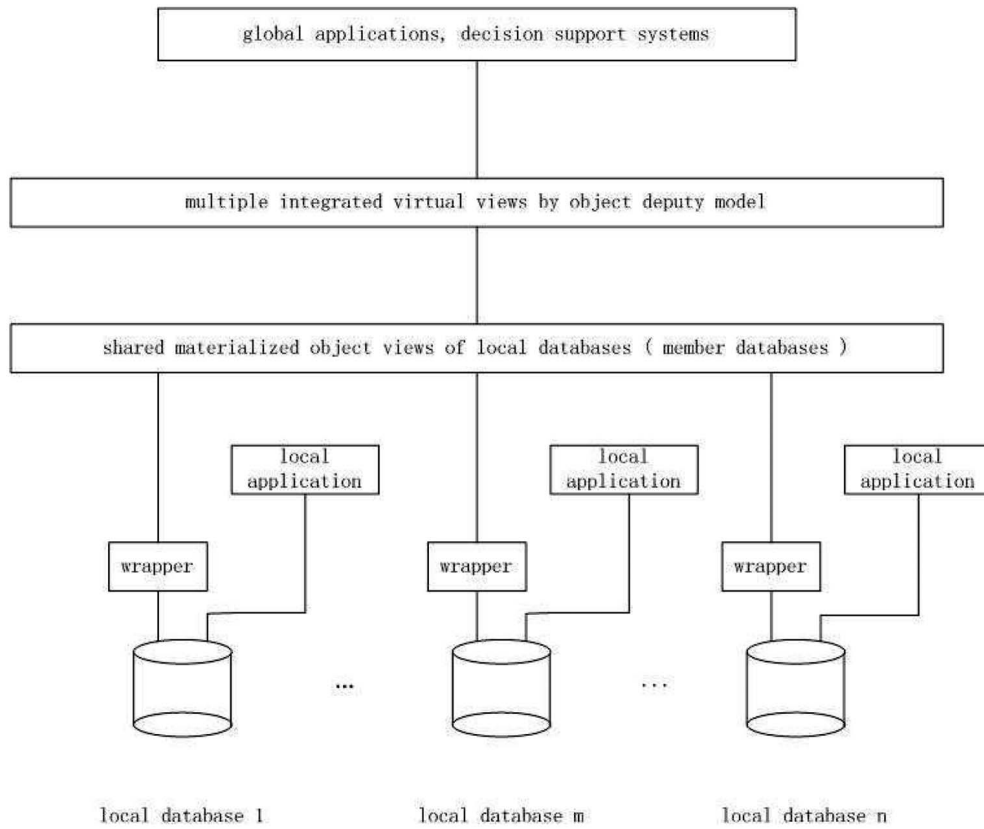 global applications, decision support systems
multiple integrated virtual views by object deputy model
shared materialized object views of local databases ( member databases )
local
application
local
application
local
application
wrapper
wrapper
wrapper
...
...
local database 1
local database m
local database n